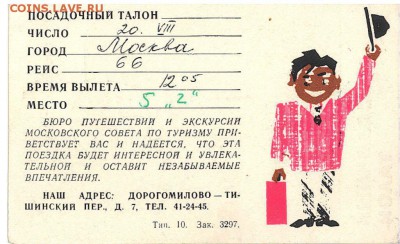 COINS.LAVE.RU
ПОСАДОЧНЫЙ ТАЛОН
ЧИСЛО 20. VIII
ГОРОД Москва
РЕЙС 66
ВРЕМЯ ВЫЛЕТА 12 05
МЕСТО 5 „2"
БЮРО ПУТЕШЕСТВИЙ И ЭКСКУРСИЙ
МОСКОВСКОГО СОВЕТА ПО ТУРИЗМУ ПРИ-
ВЕТСТВУЕТ ВАС И НАДЕЕТСЯ, ЧТО ЭТА
ПОЕЗДКА БУДЕТ ИНТЕРЕСНОЙ И УВЛЕКА-
ТЕЛЬНОЙ И ОСТАВИТ НЕЗАБЫВАЕМЫЕ
ВПЕЧАТЛЕНИЯ.
НАШ АДРЕС: ДОРОГОМИЛОВО—ТИ-
ШИНСКИЙ ПЕР., Д. 7, ТЕЛ. 41-24-45.
Тип. 10. Зак. 3297.